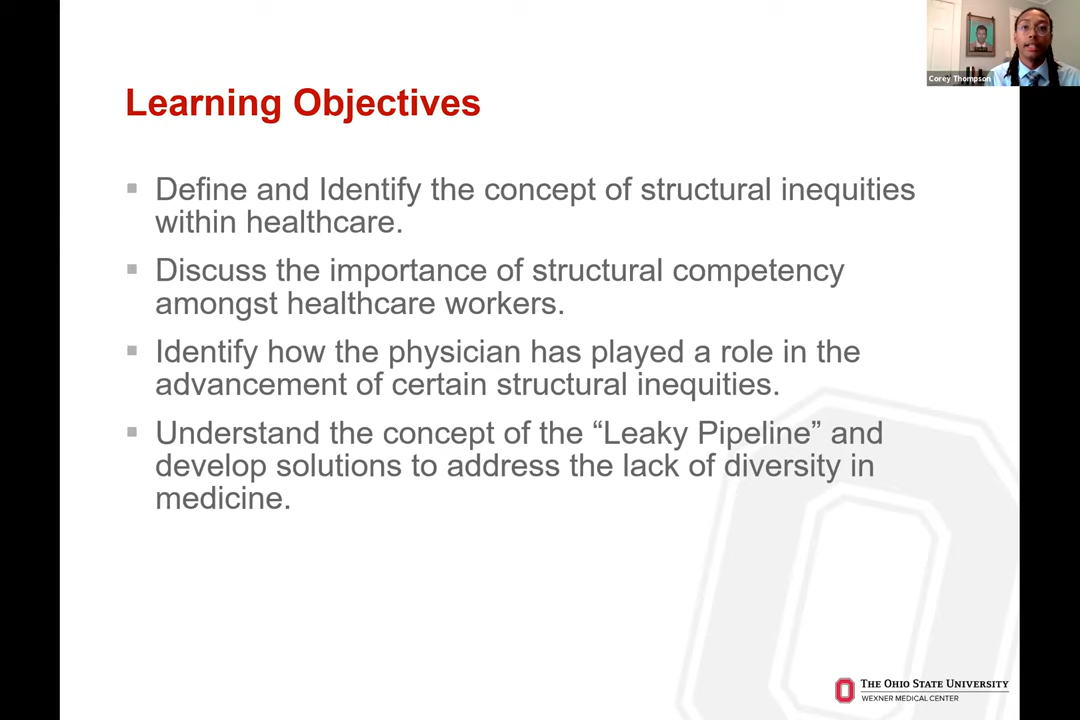 Corey Thompson
Learning Objectives
▪ Define and Identify the concept of structural inequities
within healthcare.
▪ Discuss the importance of structural competency
amongst healthcare workers.
▪ Identify how the physician has played a role in the
advancement of certain structural inequities.
▪ Understand the concept of the “Leaky Pipeline” and
develop solutions to address the lack of diversity in
medicine.
THE OHIO STATE UNIVERSITY
WEXNER MEDICAL CENTER